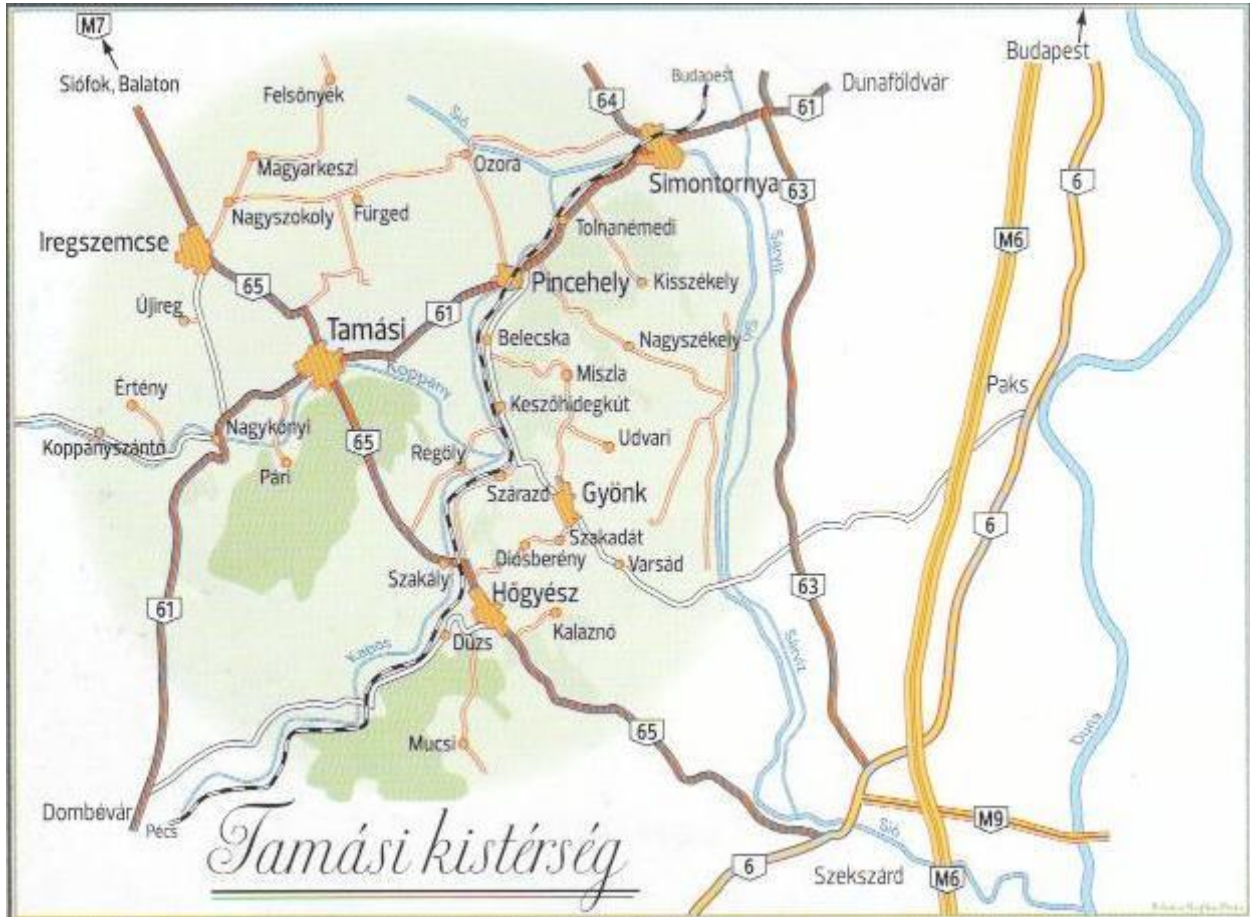 M7
Siófok, Balaton
Budapest
Felsőnyek
64
Budapest
61
Dunaföldvár
Sió
Magyarkeszi
Ozora
Simontornya
63
6
Nagyszokoly
Fürged
Tolnanémedi
Iregszemcse
Sárvíz
M6
65
Pincehely
Kisszékely
Újireg
61
Tamási
Belecska
Nagyszékely
Sió
Koppány
Miszla
Értény
Paks
Keszőhidegkút
Nagykónyi
Udvari
Koppányszántó
65
Regöly
Pári
Szárazd
Gyönk
6
Szakadát
Diósberény
Varsád
Szakály
63
Hőgyész
61
Kalaznó
Dúzs
Kapos
Sárvíz
65
Mucsi
Duna
Dombóvár
Pécs
M9
Sió
Tamási kistérség
6
Szekszárd
M6